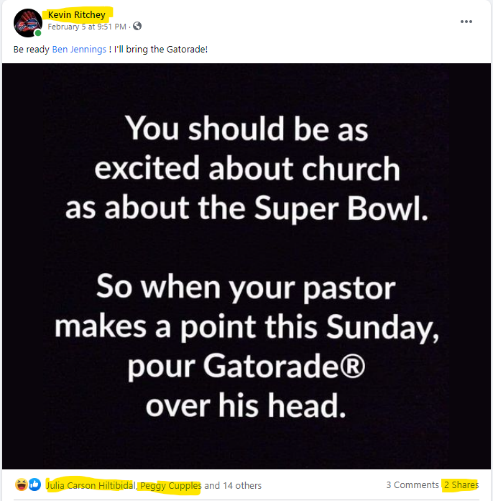 Kevin Ritchey
February 5 at 9:51 PM ·
Be ready Ben Jennings ! I'll bring the Gatorade!
You should be as
excited about church
as about the Super Bowl.
So when your pastor
makes a point this Sunday,
pour Gatorade®
over his head.
Julia Carson Hiltibidal, Peggy Cupples and 14 others
3 Comments 2 Shares